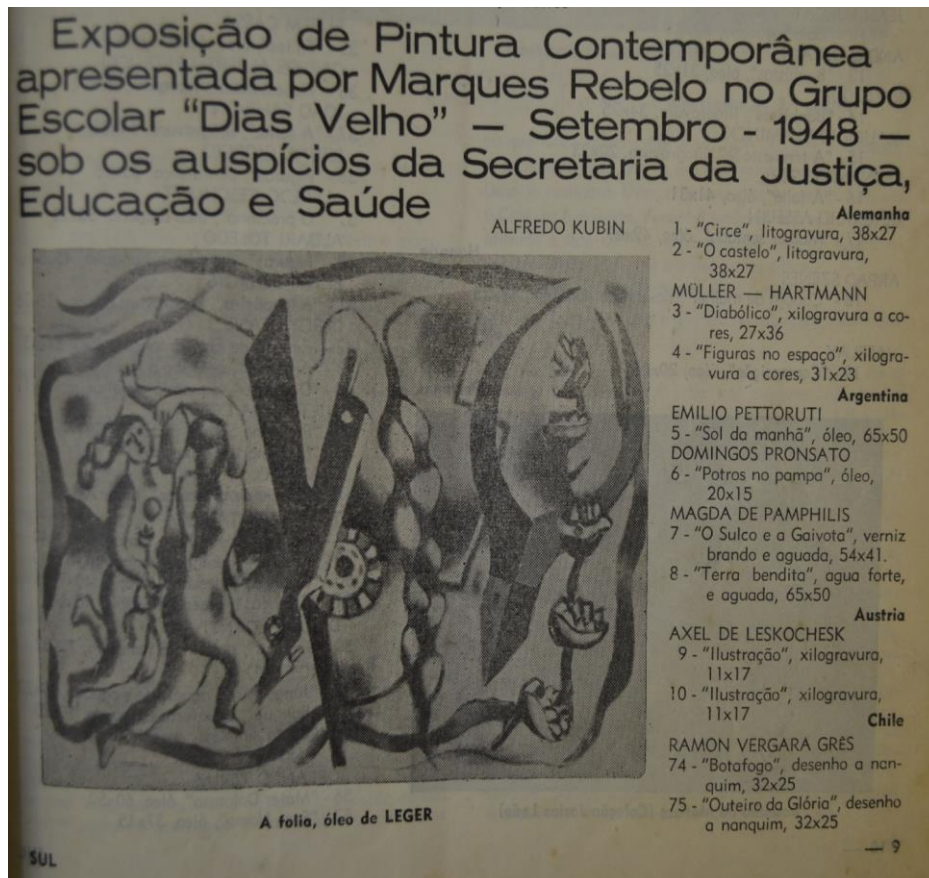 Exposição de Pintura Contemporânea
apresentada por Marques Rebelo no Grupo
Escolar "Dias Velho" — Setembro - 1948 —
sob os auspícios da Secretaria da Justiça,
Educação e Saúde
Alemanha
ALFREDO KUBIN
1 - "Circe", litogravura, 38x27
2 - "O castelo", litogravura,
38x27
MÜLLER — HARTMANN
3 - "Diabólico", xilogravura a co-
res, 27x36
4 - "Figuras no espaço", xilogra-
vura a cores, 31x23
Argentina
EMILIO PETTORUTI
5 - "Sol da manhã", óleo, 65x50
DOMINGOS PRONSATO
6 - "Potros no pampa", óleo,
20x15
MAGDA DE PAMPHILIS
7 - "O Sulco e a Gaivota", verniz
brando e aguada, 54x41.
8 - "Terra bendita", agua forte,
e aguada, 65x50
Austria
AXEL DE LESKOCHESK
9 - "Ilustração", xilogravura,
11x17
10 - "Ilustração", xilogravura,
11x17
Chile
RAMON VERGARA GRÊS
74 - "Botafogo", desenho a nan-
quim, 32x25
75 - "Outeiro da Glória", desenho
a nanquim, 32x25
A folia, óleo de LEGER
SUL
— 9